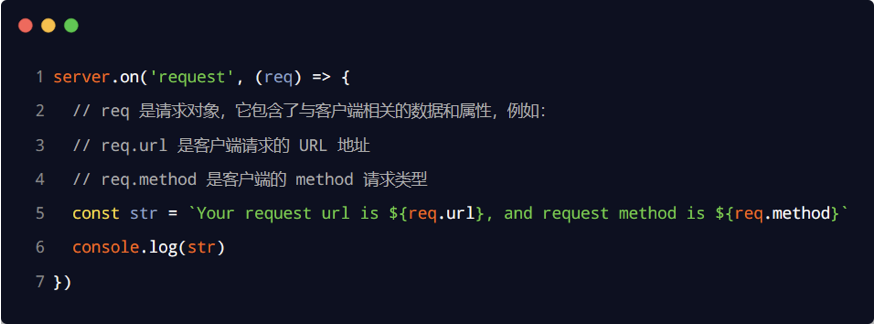 1 server.on('request', (req) => {
2 // req 是请求对象，它包含了与客户端相关的数据和属性，例如：
3 // req.url 是客户端请求的 URL 地址
4 // req.method 是客户端的 method 请求类型
5 const str = `Your request url is ${req.url}, and request method is ${req.method}`
6 console.log(str)
7 })